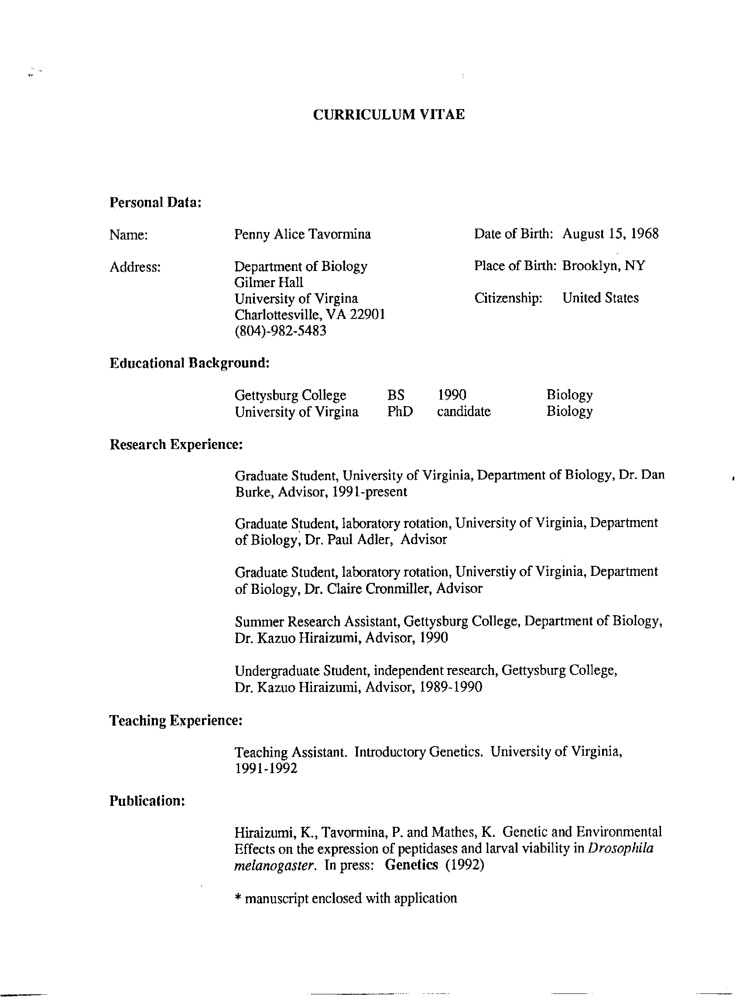 CURRICULUM VITAE
Personal Data:
Name: Penny Alice Tavormina Date of Birth: August 15, 1968
Address: Department of Biology Place of Birth: Brooklyn, NY
Gilmer Hall
University of Virgina Citizenship: United States
Charlottesville, VA 22901
(804)-982-5483
Educational Background:
Gettysburg College BS 1990 Biology
University of Virgina PhD candidate Biology
Research Experience:
Graduate Student, University of Virginia, Department of Biology, Dr. Dan
Burke, Advisor, 1991-present
Graduate Student, laboratory rotation, University of Virginia, Department
of Biology, Dr. Paul Adler, Advisor
Graduate Student, laboratory rotation, Universtiy of Virginia, Department
of Biology, Dr. Claire Cronmiller, Advisor
Summer Research Assistant, Gettysburg College, Department of Biology,
Dr. Kazuo Hiraizumi, Advisor, 1990
Undergraduate Student, independent research, Gettysburg College,
Dr. Kazuo Hiraizumi, Advisor, 1989-1990
Teaching Experience:
Teaching Assistant. Introductory Genetics. University of Virginia,
1991-1992
Publication:
Hiraizumi, K., Tavormina, P. and Mathes, K. Genetic and Environmental
Effects on the expression of peptidases and larval viability in Drosophila
melanogaster. In press: Genetics (1992)
* manuscript enclosed with application